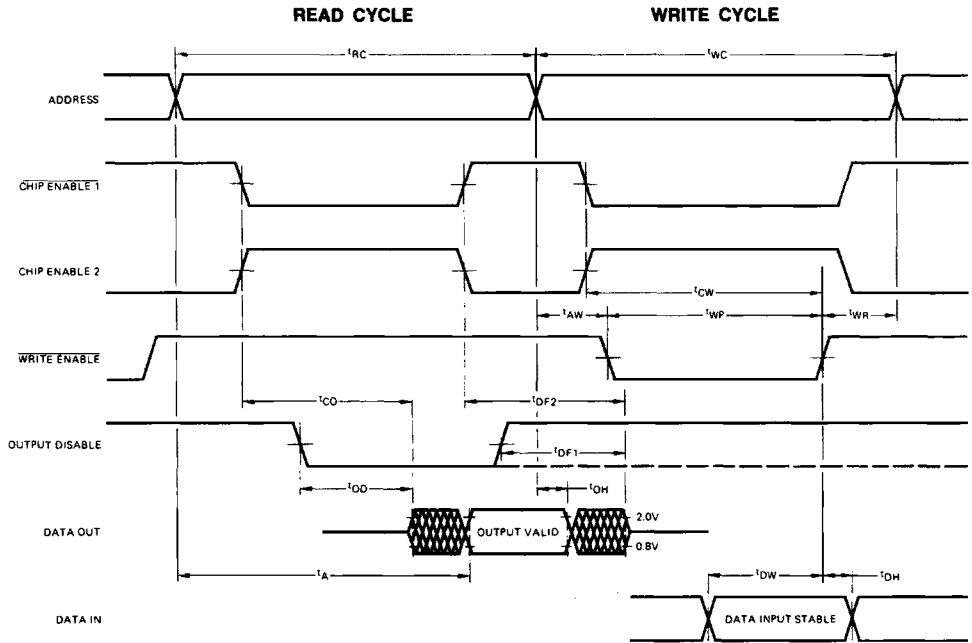 READ CYCLE
WRITE CYCLE
tRC
tWC
ADDRESS
CHIP ENABLE 1
CHIP ENABLE 2
tCW
tAW
tWP
tWR
WRITE ENABLE
tCO
tDF2
OUTPUT DISABLE
tDF1
tOD
tOH
DATA OUT
OUTPUT VALID
2.0V
0.8V
tA
tDW
tDH
DATA IN
DATA INPUT STABLE